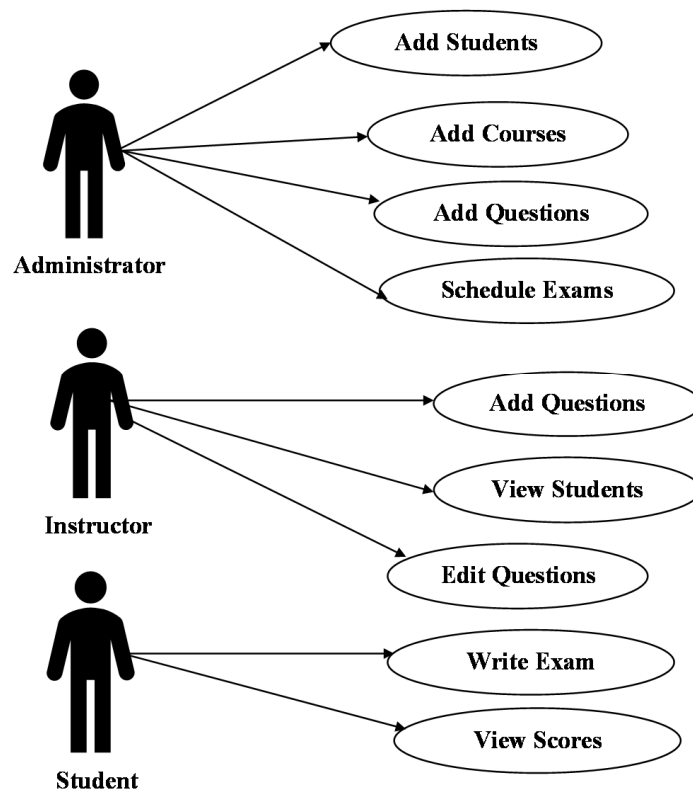 Add Students
Add Courses
Add Questions
Administrator
Schedule Exams
Add Questions
View Students
Instructor
Edit Questions
Write Exam
View Scores
Student